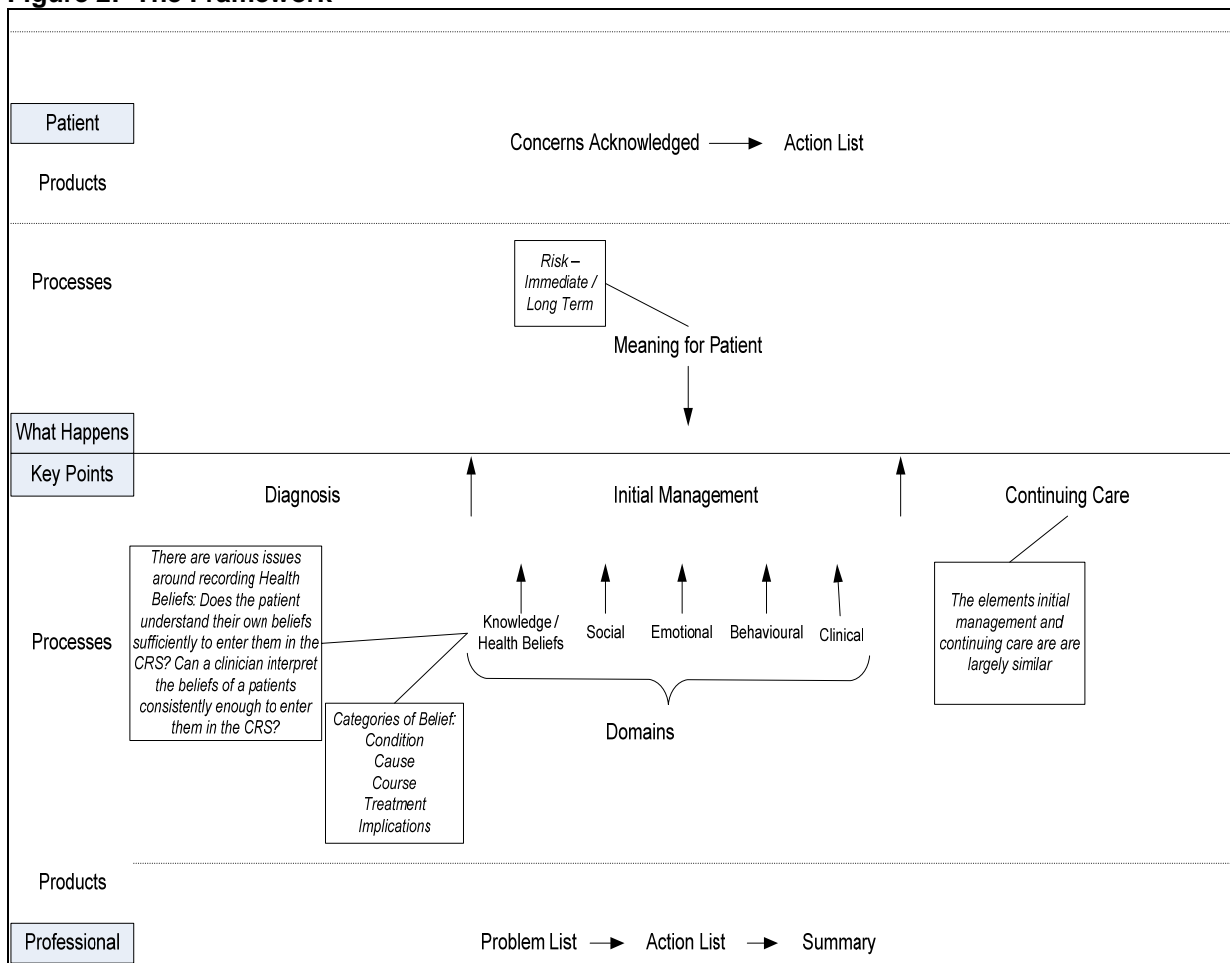 Figure 2: The Framework
Patient
Concerns Acknowledged
Action List
Products
Processes
Risk –
Immediate /
Long Term
Meaning for Patient
What Happens
Key Points
Diagnosis
Initial Management
Continuing Care
Processes
There are various issues
around recording Health
Beliefs: Does the patient
understand their own beliefs
sufficiently to enter them in the
CRS? Can a clinician interpret
the beliefs of a patients
consistently enough to enter
them in the CRS?
Knowledge /
Health Beliefs
Social
Emotional
Behavioural
Clinical
The elements initial
management and
continuing care are are
largely similar
Categories of Belief:
Condition
Cause
Course
Treatment
Implications
Domains
Products
Professional
Problem List
Action List
Summary